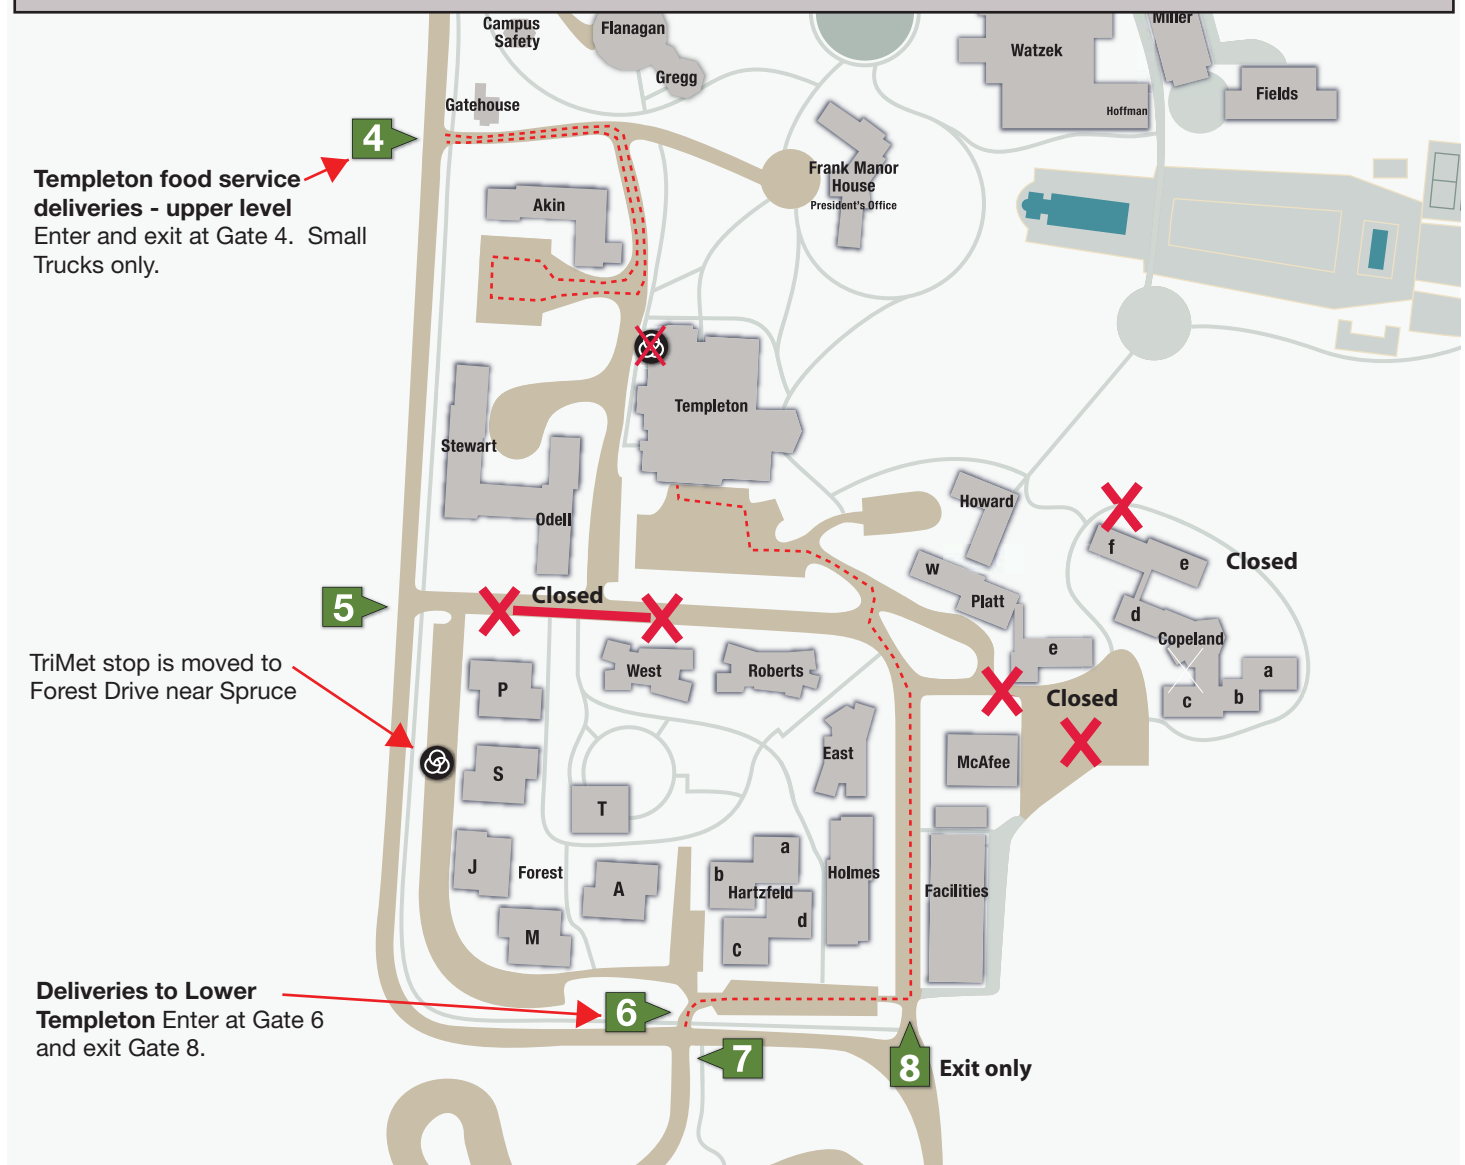 Campus
Safety
Flanagan
Gregg
Watzek
Hoffman
Miller
Fields
Gatehouse
4
Templeton food service
deliveries - upper level
Enter and exit at Gate 4.  Small
Trucks only.
Akin
Frank Manor
House
President's Office
Templeton
Stewart
Odell
Howard
f
e
Closed
w
Platt
d
Copeland
5
Closed
e
a
b
c
TriMet stop is moved to
Forest Drive near Spruce
P
West
Roberts
Closed
S
East
McAfee
T
J
Forest
A
a
b
Hartzfeld
d
C
Holmes
Facilities
M
Deliveries to Lower
Templeton Enter at Gate 6
and exit Gate 8.
6
7
8
Exit only